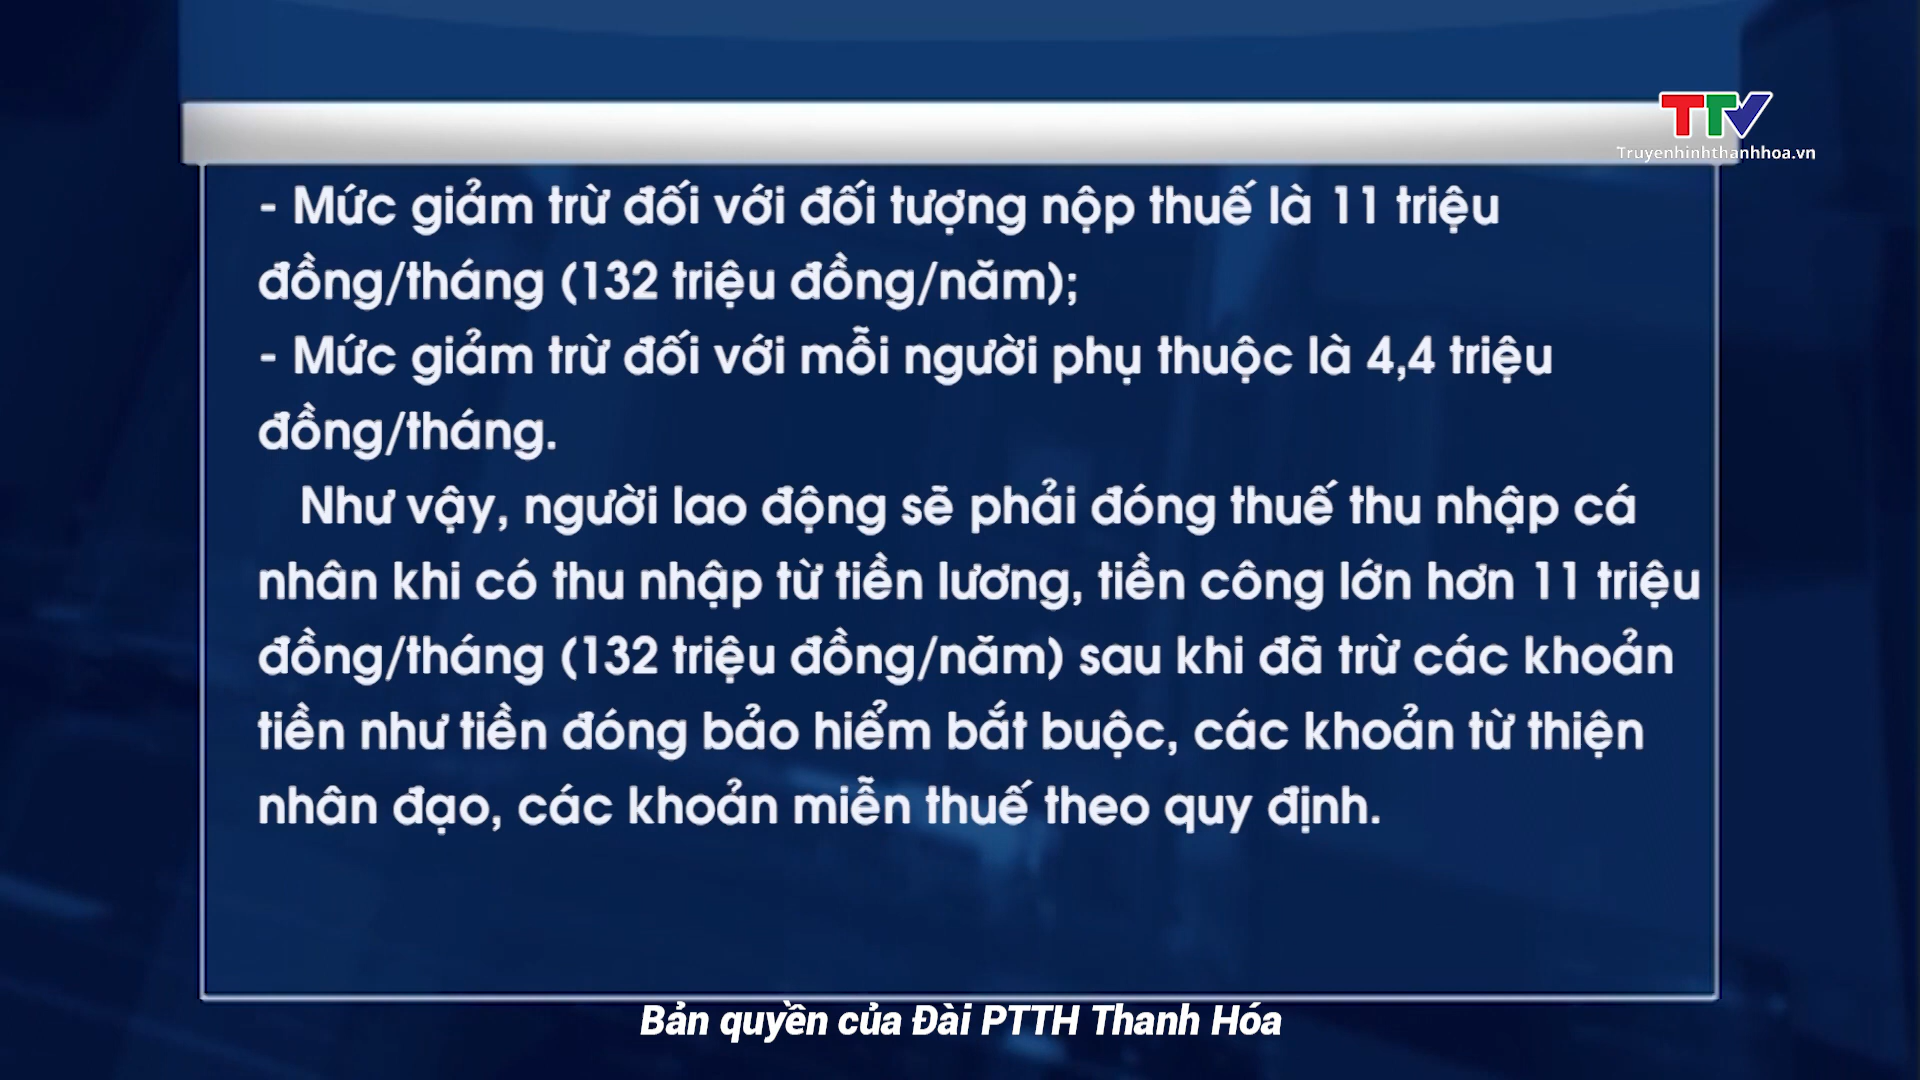 TTV
Truyenhinhthanhhoa.vn
- Mức giảm trừ đối với đối tượng nộp thuế là 11 triệu
đồng/tháng (132 triệu đồng/năm);
- Mức giảm trừ đối với mỗi người phụ thuộc là 4,4 triệu
đồng/tháng.
Như vậy, người lao động sẽ phải đóng thuế thu nhập cá
nhân khi có thu nhập từ tiền lương, tiền công lớn hơn 11 triệu
đồng/tháng (132 triệu đồng/năm) sau khi đã trừ các khoản
tiền như tiền đóng bảo hiểm bắt buộc, các khoản từ thiện
nhân đạo, các khoản miễn thuế theo quy định.
Bản quyền của Đài PTTH Thanh Hóa